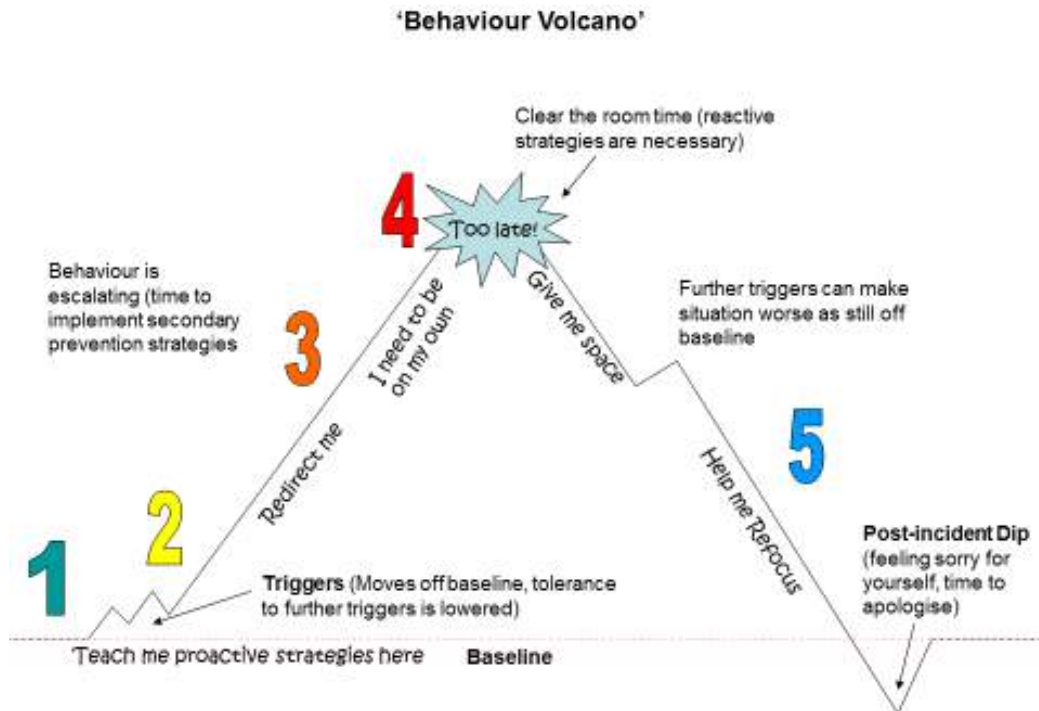 ‘Behaviour Volcano’
Clear the room time (reactive
strategies are necessary)
4
Too late!
Behaviour is
escalating (time to
implement secondary
prevention strategies
3
I need to be
on my own
Give me space
Further triggers can make
situation worse as still off
baseline
Redirect me
5
Help me Refocus
2
1
Triggers (Moves off baseline, tolerance
to further triggers is lowered)
Post-incident Dip
(feeling sorry for
yourself, time to
apologise)
Teach me proactive strategies here
Baseline